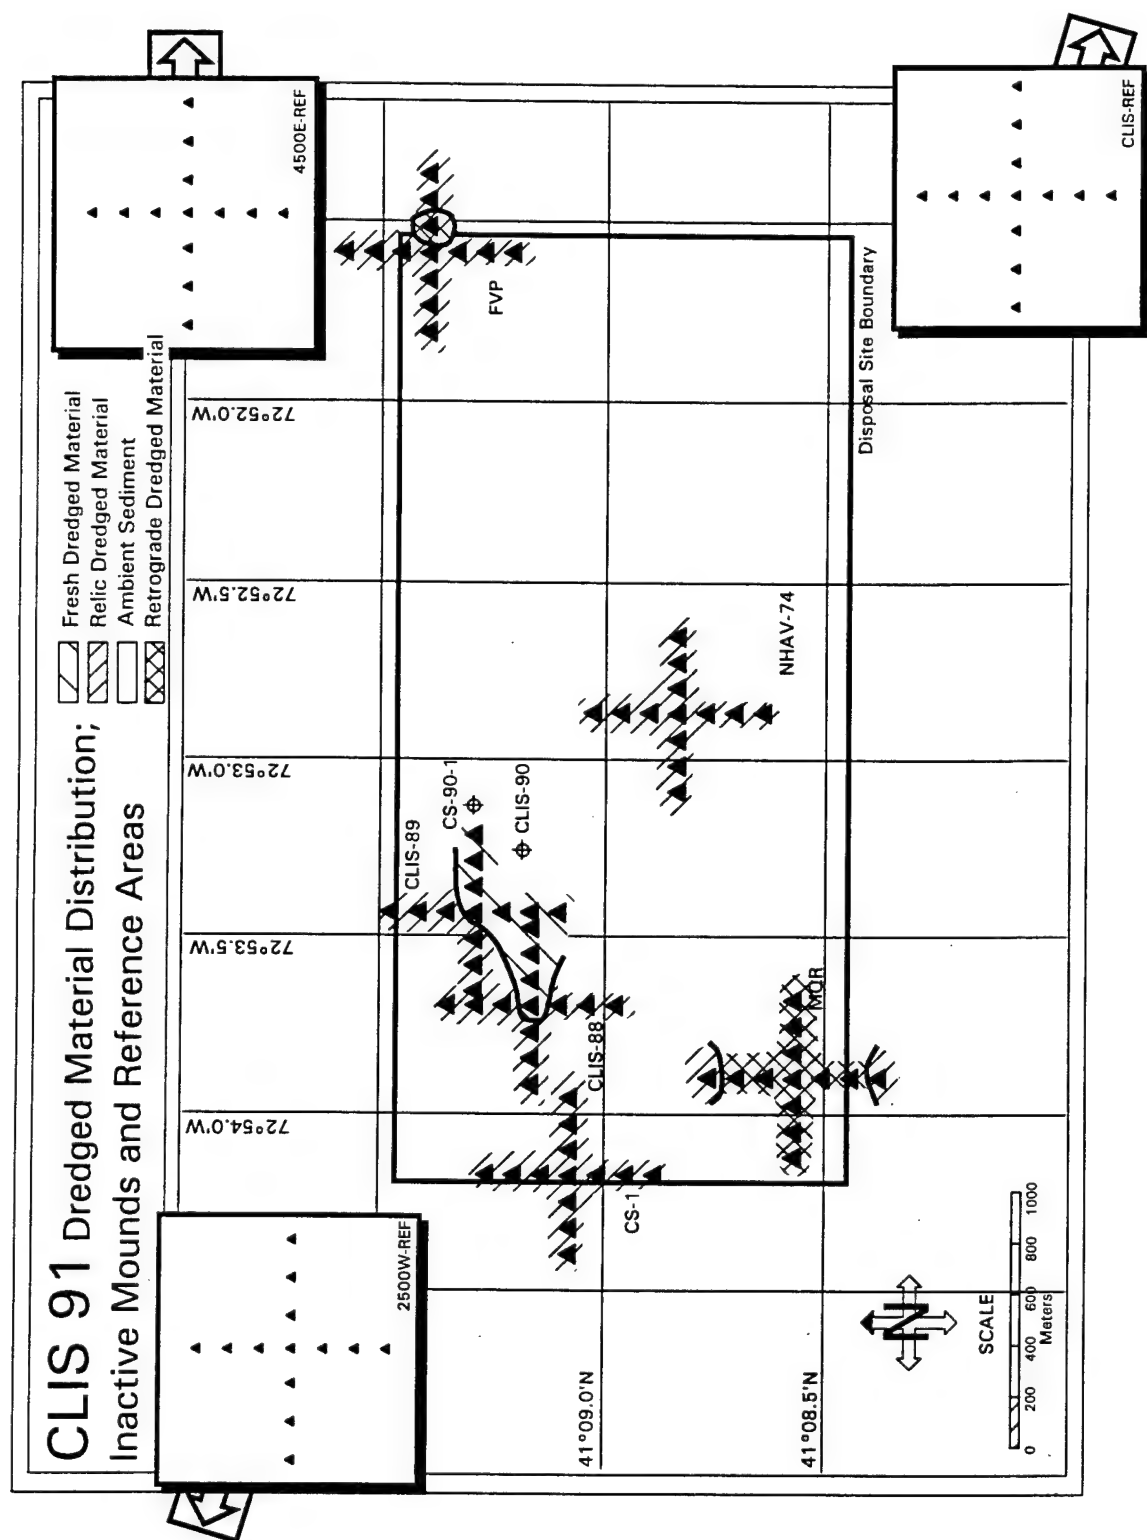 CLIS 91 Dredged Material Distribution;
Inactive Mounds and Reference Areas
Fresh Dredged Material
Relic Dredged Material
Ambient Sediment
Retrograde Dredged Material
2500W-REF
4500E-REF
72°54.0'W
72°53.5'W
72°53.0'W
72°52.5'W
72°52.0'W
CLIS-89
CS-90-1
CLIS-90
FVP
CLIS-88
CS-1
41°09.0'N
NHAV-74
MQR
41°08.5'N
Disposal Site Boundary
N
SCALE
0 200 400 600 800 1000
Meters
CLIS-REF